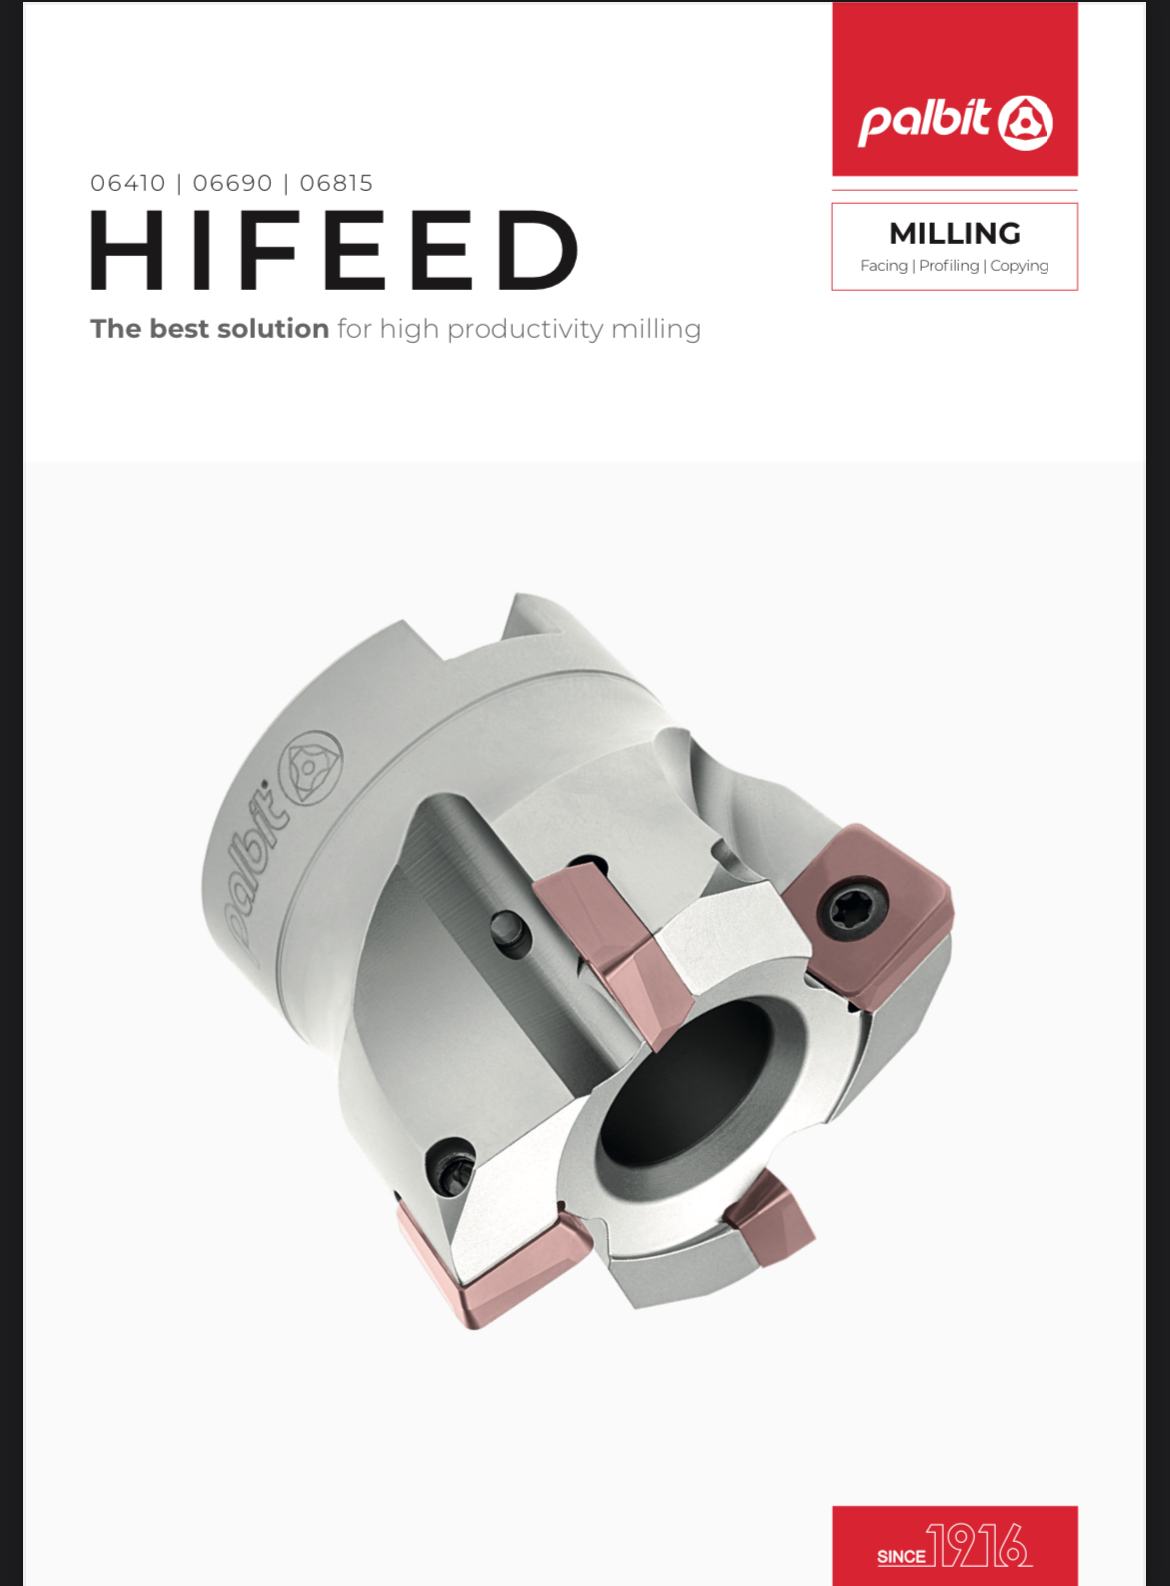 palbit
06410 | 06690 | 06815
HIFEED
The best solution for high productivity milling
MILLING
Facing | Profiling | Copying
palbit
SINCE 1916